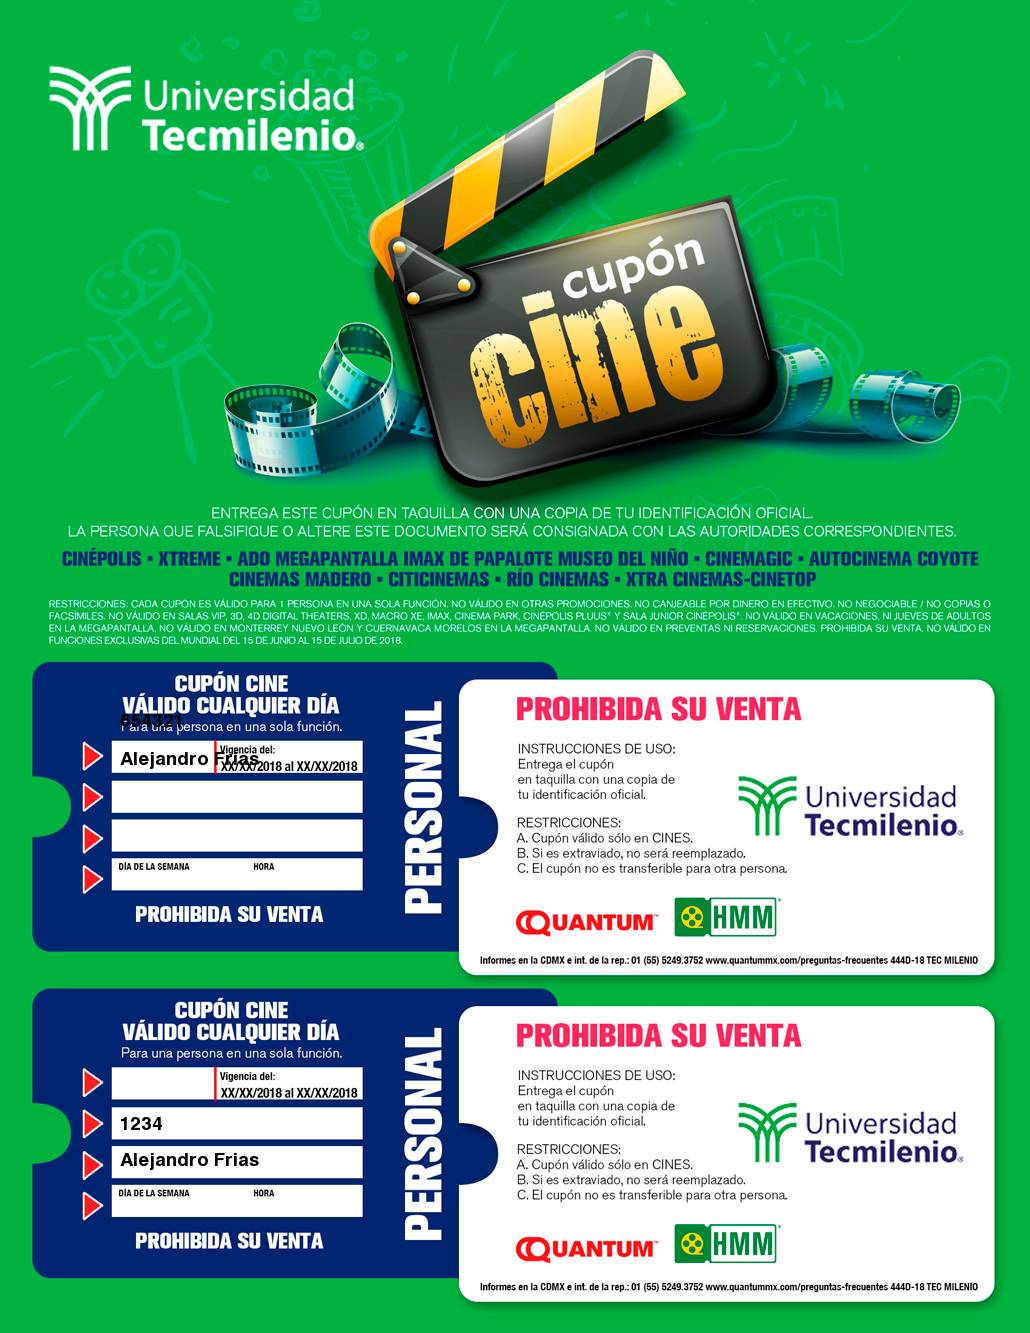 Universidad
Tecmilenio®
cupón
cine
ENTREGA ESTE CUPÓN EN TAQUILLA CON UNA COPIA DE TU IDENTIFICACIÓN OFICIAL.
LA PERSONA QUE FALSIFIQUE O ALTERE ESTE DOCUMENTO SERÁ CONSIGNADA CON LAS AUTORIDADES CORRESPONDIENTES.
CINÉPOLIS ▪ XTREME ▪ ADO MEGAPANTALLA IMAX DE PAPALOTE MUSEO DEL NIÑO ▪ CINEMAGIC ▪ AUTOCINEMA COYOTE
CINEMAS MADERO ▪ CITICINEMAS ▪ RÍO CINEMAS ▪ XTRA CINEMAS-CINETOP
RESTRICCIONES: CADA CUPÓN ES VÁLIDO PARA 1 PERSONA EN UNA SOLA FUNCIÓN. NO VÁLIDO EN OTRAS PROMOCIONES. NO CANJEABLE POR DINERO EN EFECTIVO. NO NEGOCIABLE / NO COPIAS O
FACSÍMILES. NO VÁLIDO EN SALAS VIP, 3D, 4D DIGITAL THEATERS, XD, MACRO XE, IMAX, CINEMA PARK, CINÉPOLIS PLUUS® Y SALA JUNIOR CINÉPOLIS®. NO VÁLIDO EN VACACIONES, NI JUEVES DE ADULTOS
EN LA MEGAPANTALLA. NO VÁLIDO EN MONTERREY NUEVO LEÓN Y CUERNAVACA MORELOS EN LA MEGAPANTALLA. NO VÁLIDO EN PREVENTAS NI RESERVACIONES. PROHIBIDA SU VENTA. NO VÁLIDO EN
FUNCIONES EXCLUSIVAS DEL MUNDIAL DEL 15 DE JUNIO AL 15 DE JULIO DE 2018.
CUPÓN CINE
VÁLIDO CUALQUIER DÍA
654321
Para una persona en una sola función.
Vigencia del:
Alejandro Frias
XX/XX/2018 al XX/XX/2018
DÍA DE LA SEMANA HORA
PROHIBIDA SU VENTA
PERSONAL
PROHIBIDA SU VENTA
INSTRUCCIONES DE USO:
Entrega el cupón
en taquilla con una copia de
tu identificación oficial.
RESTRICCIONES:
A. Cupón válido sólo en CINES.
B. Si es extraviado, no será reemplazado.
C. El cupón no es transferible para otra persona.
Universidad
Tecmilenio®
QUANTUM™ HMM®
Informes en la CDMX e int. de la rep.: 01 (55) 5249.3752 www.quantummx.com/preguntas-frecuentes 444D-18 TEC MILENIO
CUPÓN CINE
VÁLIDO CUALQUIER DÍA
Para una persona en una sola función.
Vigencia del:
XX/XX/2018 al XX/XX/2018
1234
Alejandro Frias
DÍA DE LA SEMANA HORA
PROHIBIDA SU VENTA
PERSONAL
PROHIBIDA SU VENTA
INSTRUCCIONES DE USO:
Entrega el cupón
en taquilla con una copia de
tu identificación oficial.
RESTRICCIONES:
A. Cupón válido sólo en CINES.
B. Si es extraviado, no será reemplazado.
C. El cupón no es transferible para otra persona.
Universidad
Tecmilenio®
QUANTUM™ HMM®
Informes en la CDMX e int. de la rep.: 01 (55) 5249.3752 www.quantummx.com/preguntas-frecuentes 444D-18 TEC MILENIO